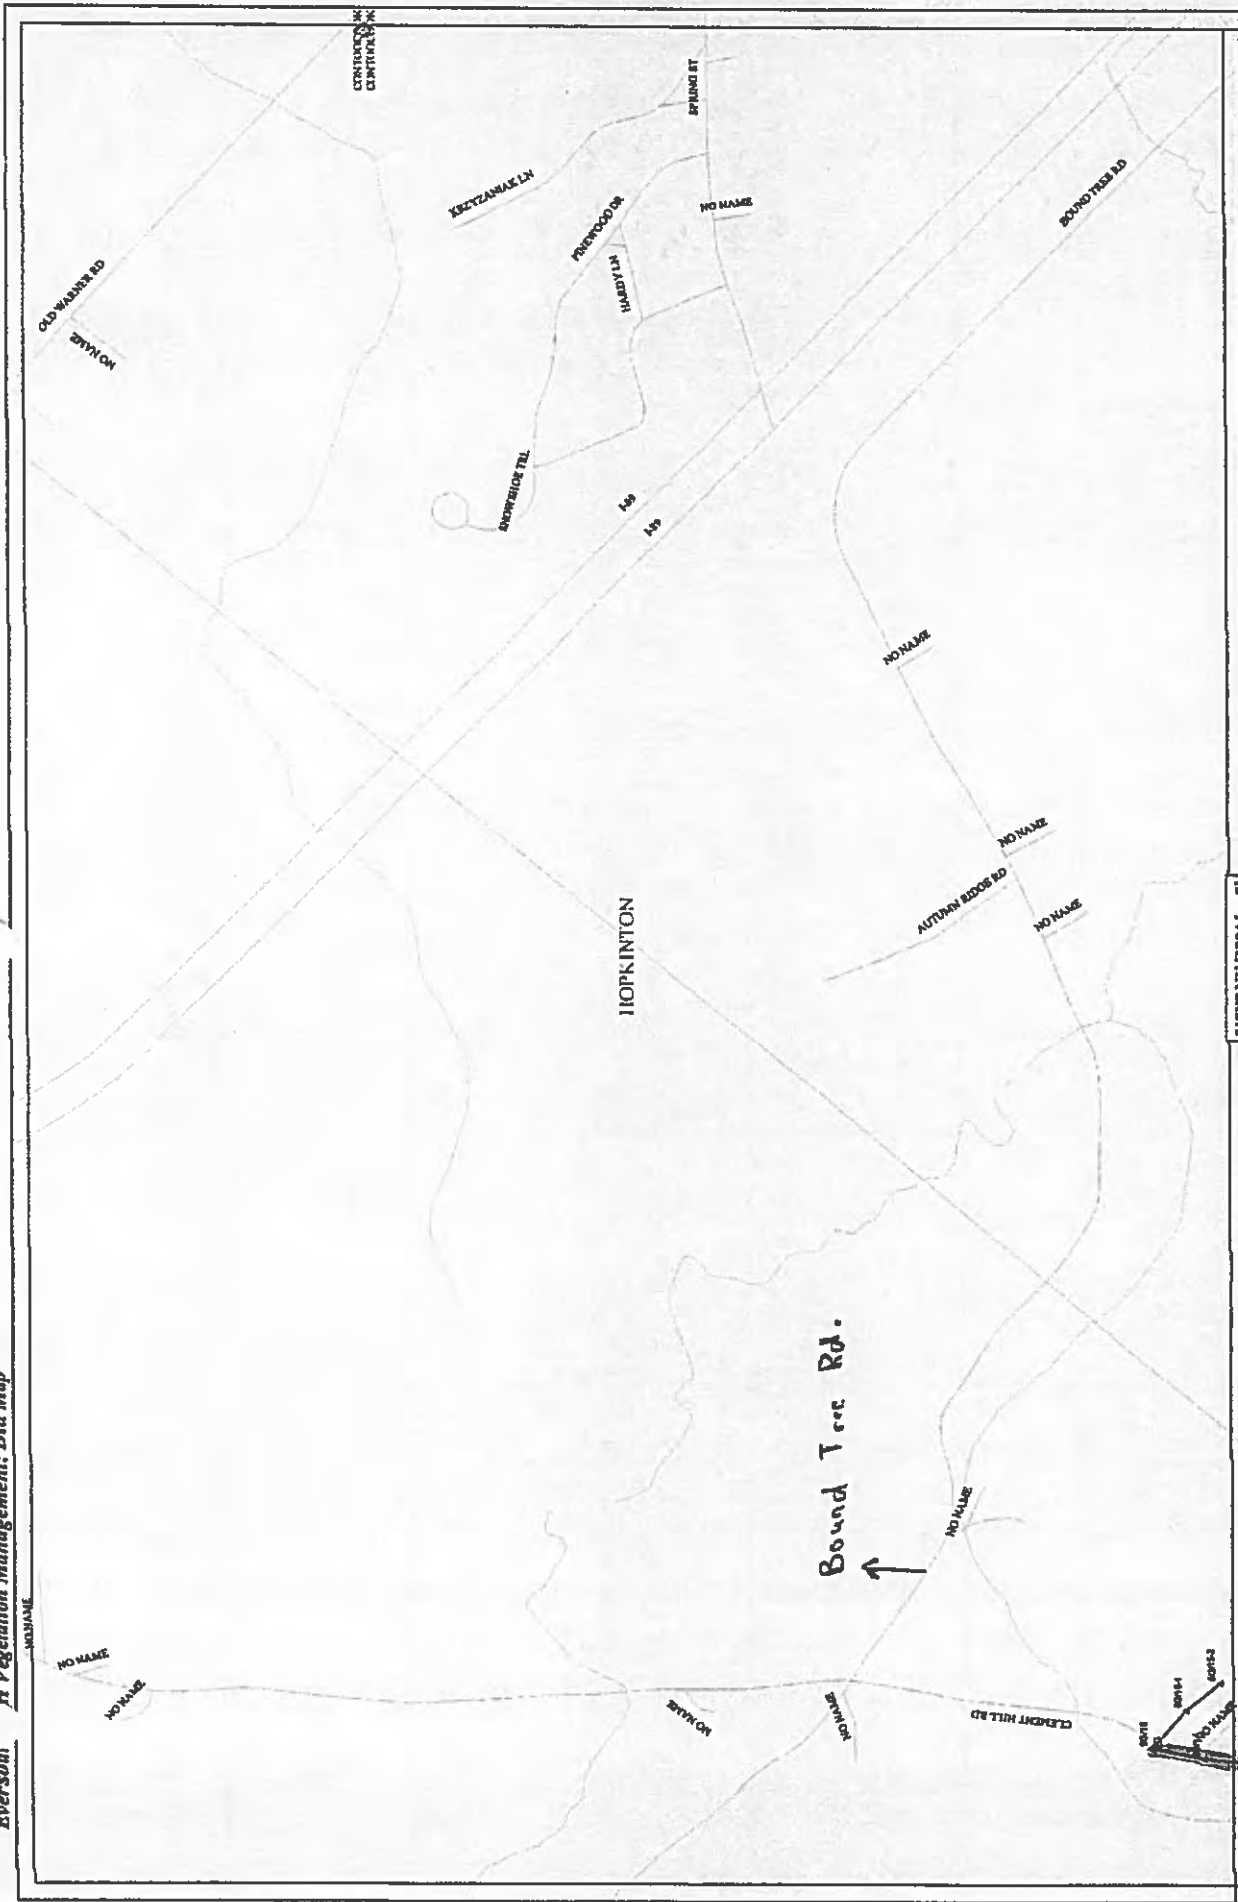 Vegetation Management: Bid Map
NO NAME
NO NAME
NO NAME
OLD WARNER RD
NO NAME
KRZYZANIAK LN
SPRING ST
PINEWOOD DR
NO NAME
HARDY LN
SNOWSHOE TRL
I-89
I-89
BOUND TREE RD
NO NAME
NO NAME
AUTUMN RIDGE RD
NO NAME
HOPKINTON
Bound Tree Rd.
NO NAME
NO NAME
NO NAME
CLEMENT HILL RD
NO NAME